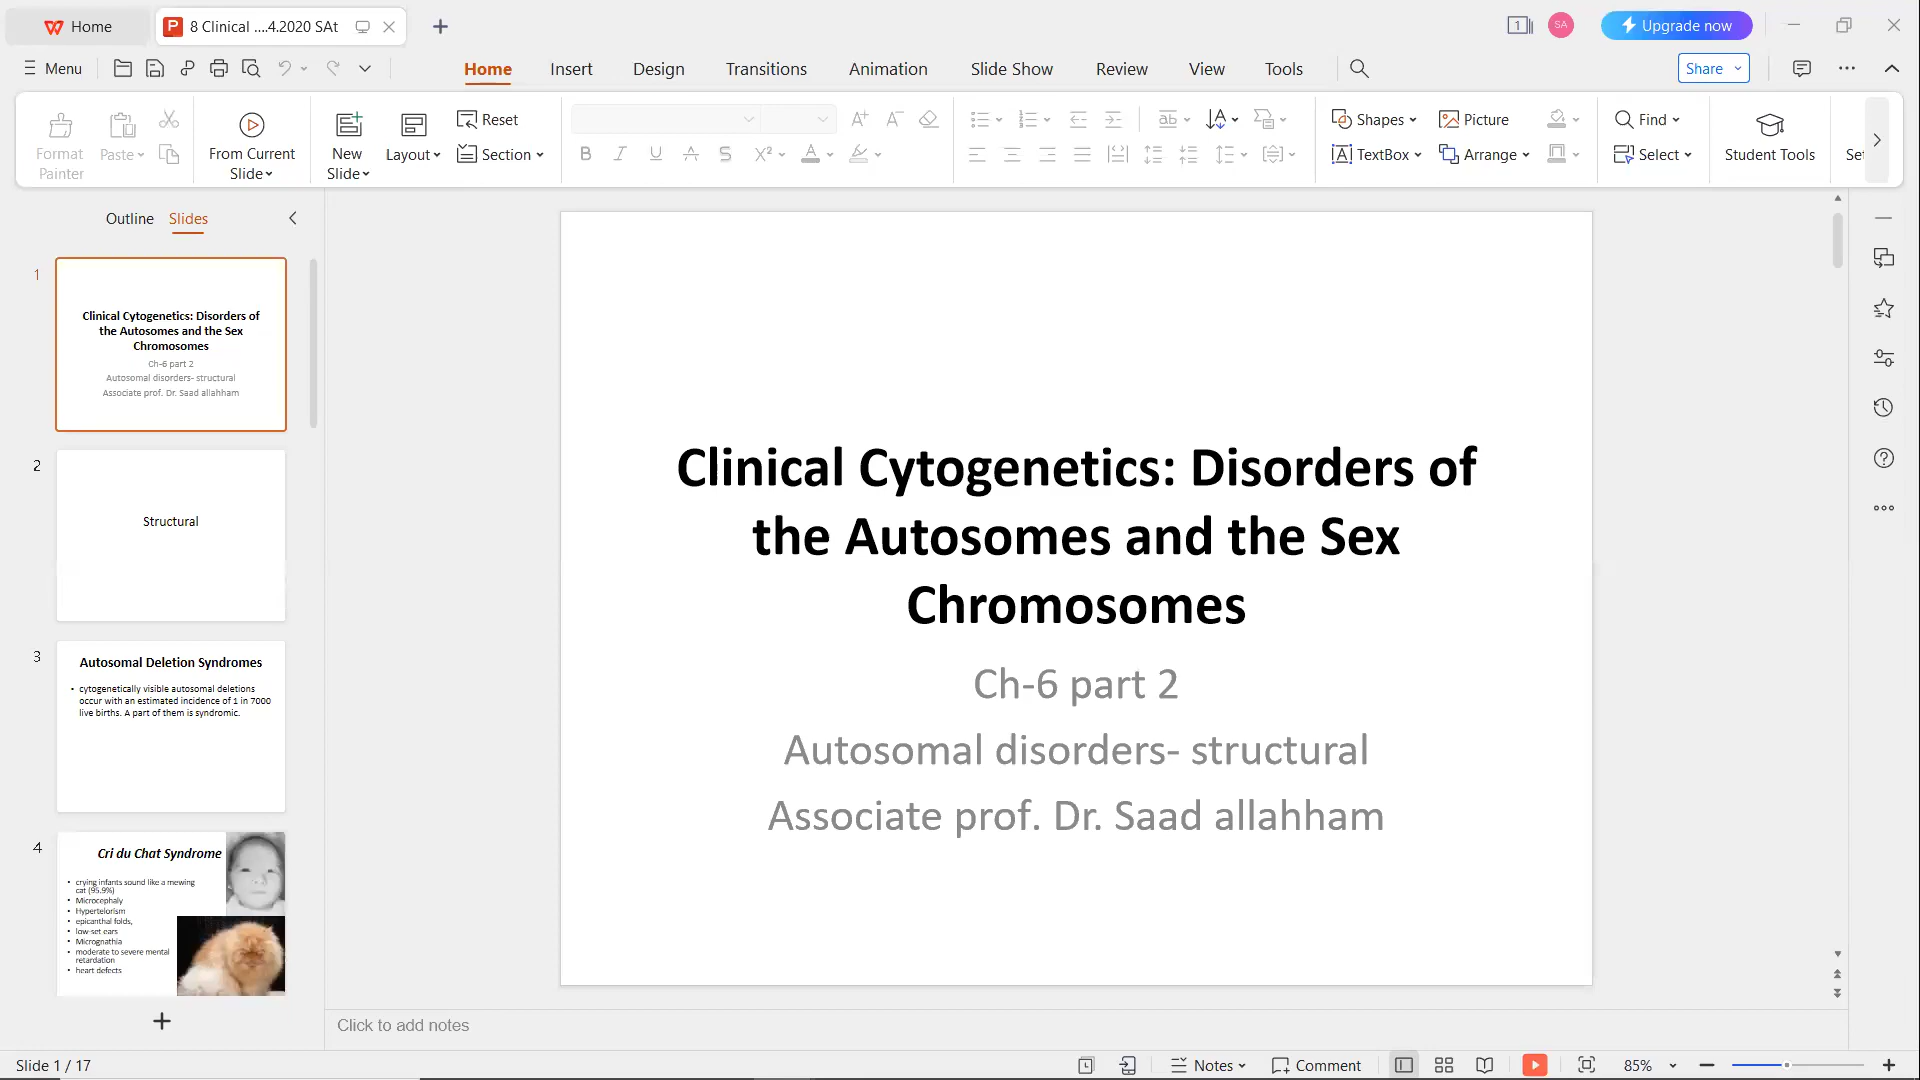 Home
8 Clinical ....4.2020 SAt
1
SA
Upgrade now
Menu
Home
Insert
Design
Transitions
Animation
Slide Show
Review
View
Tools
Share
Format
Painter
Paste
From Current
Slide
New
Slide
Layout
Reset
Section
Shapes
Picture
TextBox
Arrange
Find
Select
Student Tools
Set
Outline
Slides
1
Clinical Cytogenetics: Disorders of
the Autosomes and the Sex
Chromosomes
Ch-6 part 2
Autosomal disorders- structural
Associate prof. Dr. Saad allahham
2
Structural
3
Autosomal Deletion Syndromes
• cytogenetically visible autosomal deletions
occur with an estimated incidence of 1 in 7000
live births. A part of them is syndromic.
4
Cri du Chat Syndrome
• crying infants sound like a mewing
cat (95.9%)
• Microcephaly
• Hypertelorism
• epicanthal folds,
• low-set ears
• Micrognathia
• moderate to severe mental
retardation
• heart defects
Clinical Cytogenetics: Disorders of
the Autosomes and the Sex
Chromosomes
Ch-6 part 2
Autosomal disorders- structural
Associate prof. Dr. Saad allahham
Click to add notes
Slide 1 / 17
Notes
Comment
85%